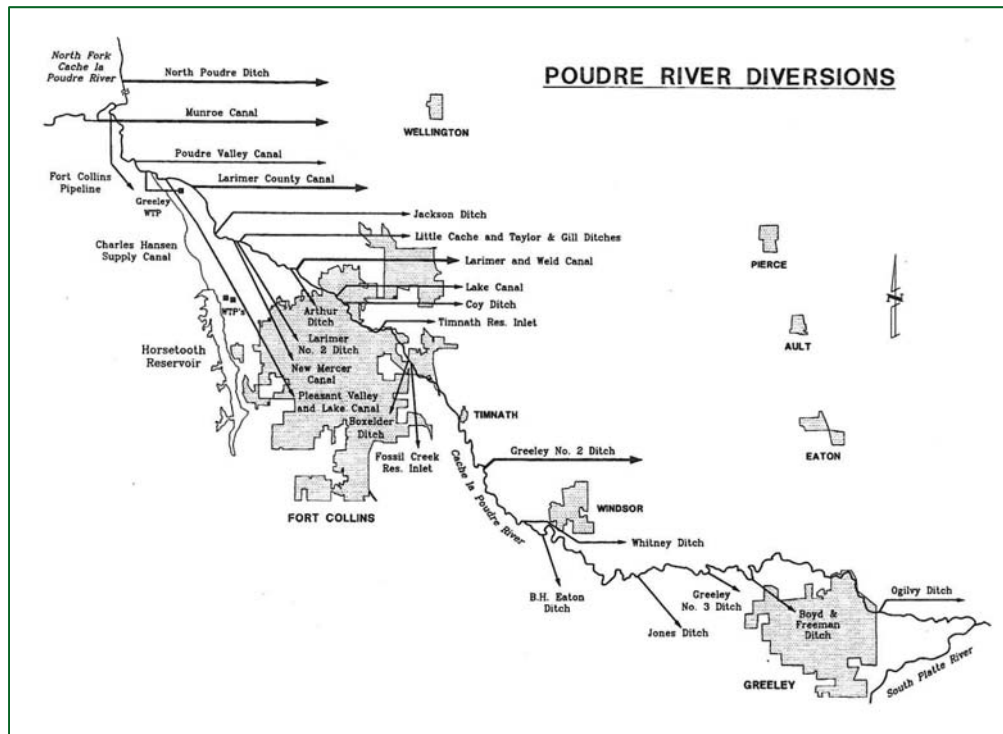 POUDRE RIVER DIVERSIONS
North Fork
Cache la
Poudre River
North Poudre Ditch
Munroe Canal
WELLINGTON
Poudre Valley Canal
Fort Collins
Pipeline
Larimer County Canal
Greeley
WTP
Jackson Ditch
Little Cache and Taylor & Gill Ditches
Charles Hansen
Supply Canal
Larimer and Weld Canal
PIERCE
Lake Canal
WTP's
Arthur
Ditch
Coy Ditch
N
Timnath Res. Inlet
Larimer
No. 2 Ditch
Horsetooth
Reservoir
New Mercer
Canal
AULT
Pleasant Valley
and Lake Canal
Boxelder
Ditch
TIMNATH
Fossil Creek
Res. Inlet
Greeley No. 2 Ditch
EATON
Cache la Poudre River
FORT COLLINS
WINDSOR
Whitney Ditch
B.H. Eaton
Ditch
Jones Ditch
Greeley
No. 3 Ditch
Boyd &
Freeman
Ditch
Ogilvy Ditch
GREELEY
South Platte River